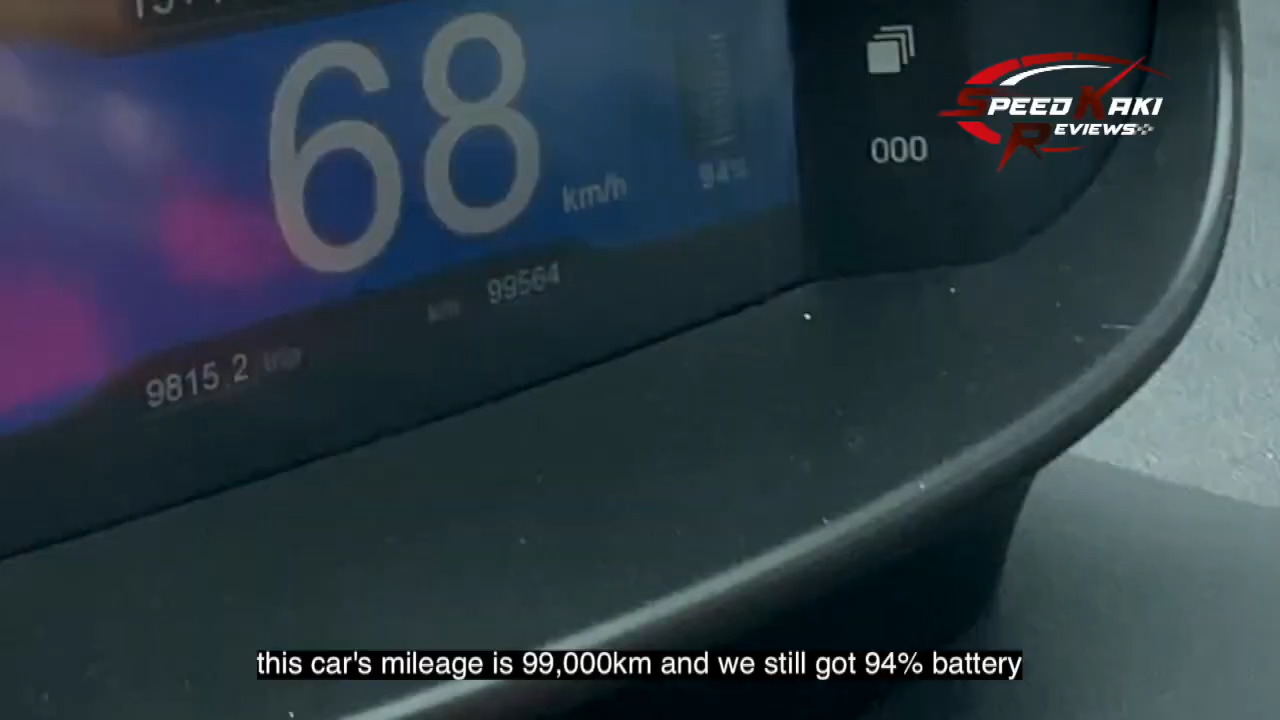 68
km/h
94%
000
SPEED KAKI
REVIEWS
km 99564
9815.2 trip
this car's mileage is 99,000km and we still got 94% battery